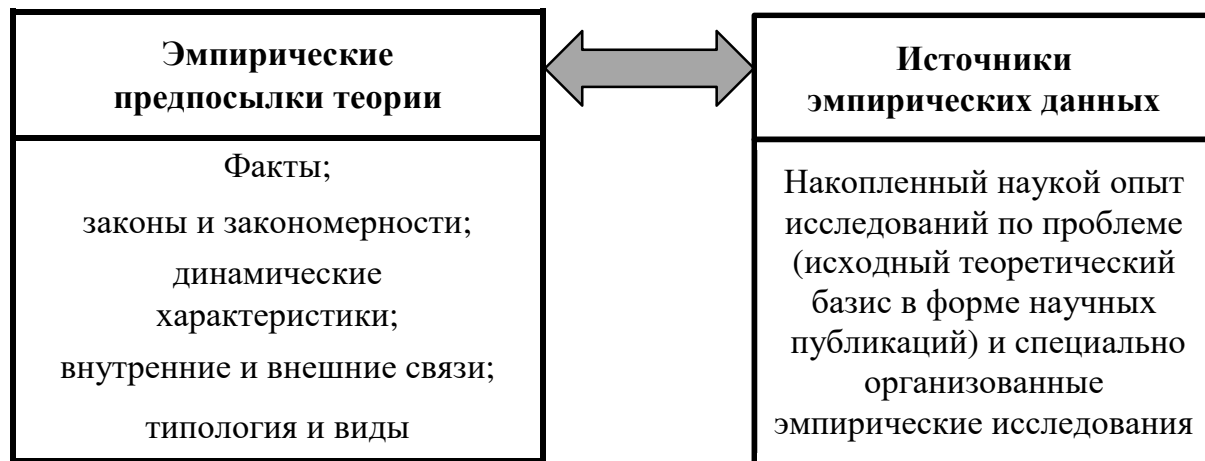 Эмпирические
предпосылки теории
Факты;
законы и закономерности;
динамические
характеристики;
внутренние и внешние связи;
типология и виды
Источники
эмпирических данных
Накопленный наукой опыт
исследований по проблеме
(исходный теоретический
базис в форме научных
публикаций) и специально
организованные
эмпирические исследования